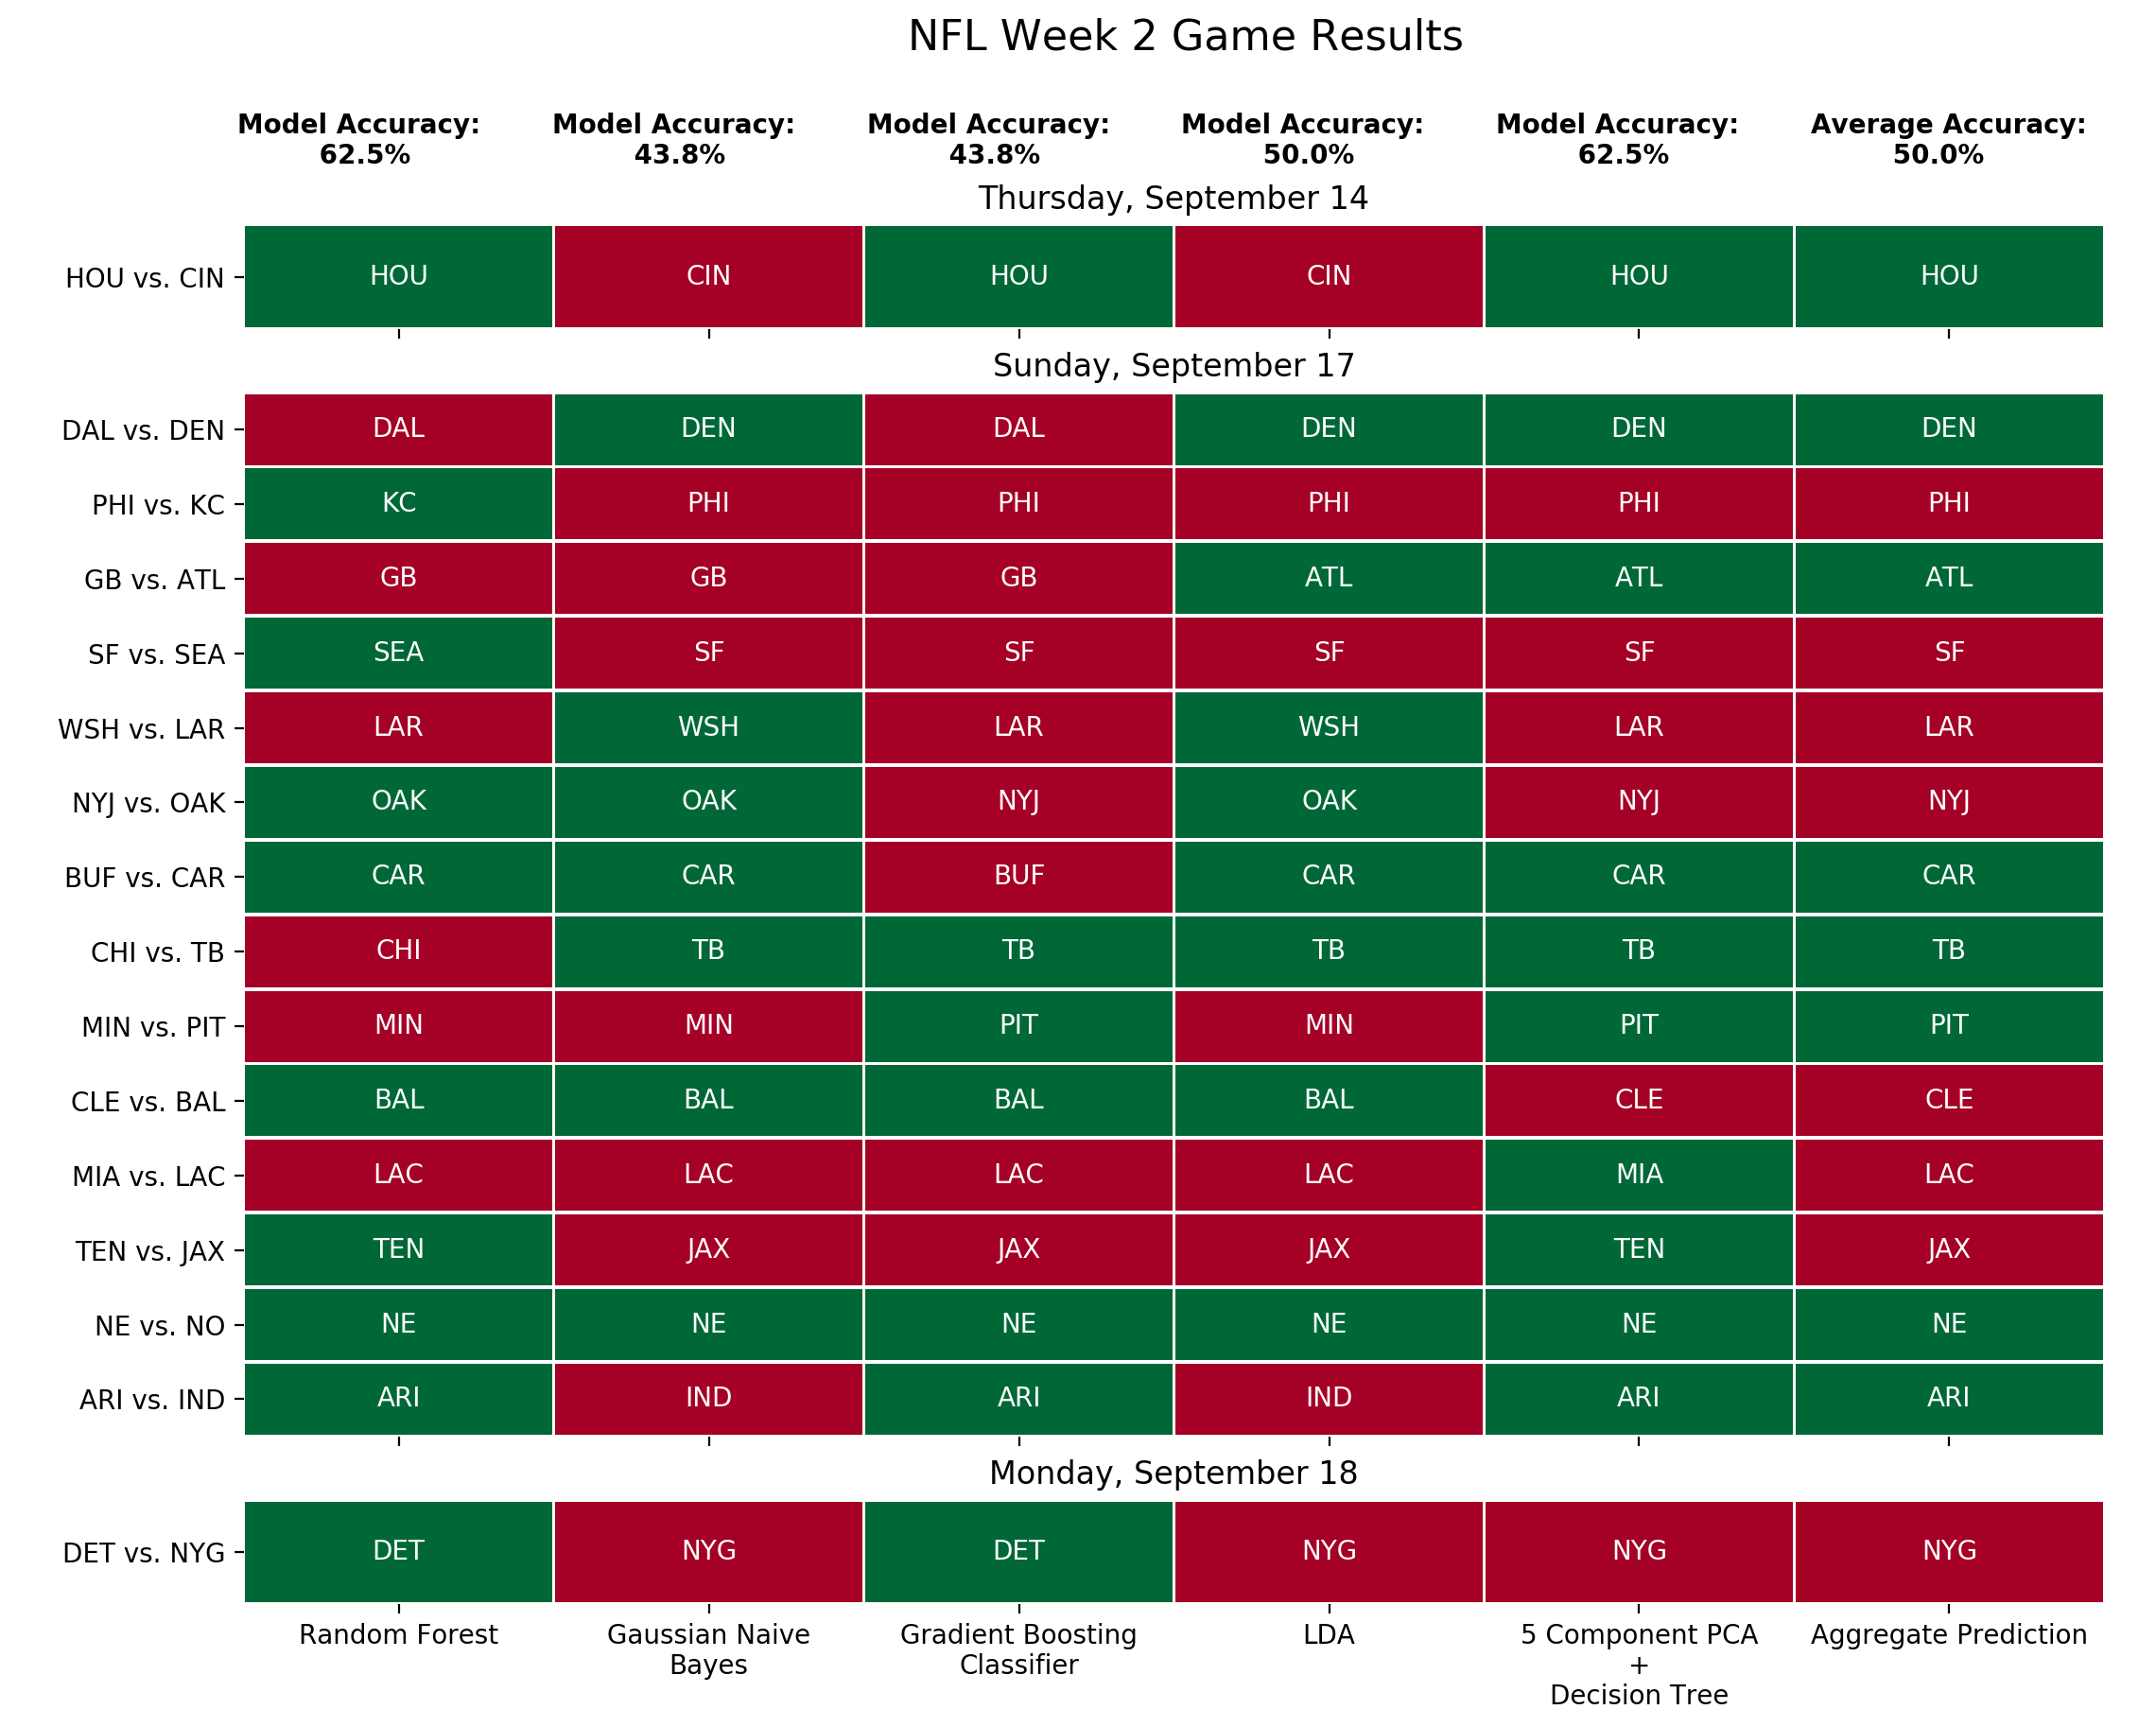 NFL Week 2 Game Results
Model Accuracy: Model Accuracy: Model Accuracy: Model Accuracy: Model Accuracy: Average Accuracy:
62.5% 43.8% 43.8% 50.0% 62.5% 50.0%
Thursday, September 14
HOU vs. CIN HOU CIN HOU CIN HOU HOU
Sunday, September 17
DAL vs. DEN DAL DEN DAL DEN DEN DEN
PHI vs. KC KC PHI PHI PHI PHI PHI
GB vs. ATL GB GB GB ATL ATL ATL
SF vs. SEA SEA SF SF SF SF SF
WSH vs. LAR LAR WSH LAR WSH LAR LAR
NYJ vs. OAK OAK OAK NYJ OAK NYJ NYJ
BUF vs. CAR CAR CAR BUF CAR CAR CAR
CHI vs. TB CHI TB TB TB TB TB
MIN vs. PIT MIN MIN PIT MIN PIT PIT
CLE vs. BAL BAL BAL BAL BAL CLE CLE
MIA vs. LAC LAC LAC LAC LAC MIA LAC
TEN vs. JAX TEN JAX JAX JAX TEN JAX
NE vs. NO NE NE NE NE NE NE
ARI vs. IND ARI IND ARI IND ARI ARI
Monday, September 18
DET vs. NYG DET NYG DET NYG NYG NYG
Random Forest Gaussian Naive Gradient Boosting LDA 5 Component PCA Aggregate Prediction
Bayes Classifier +
Decision Tree